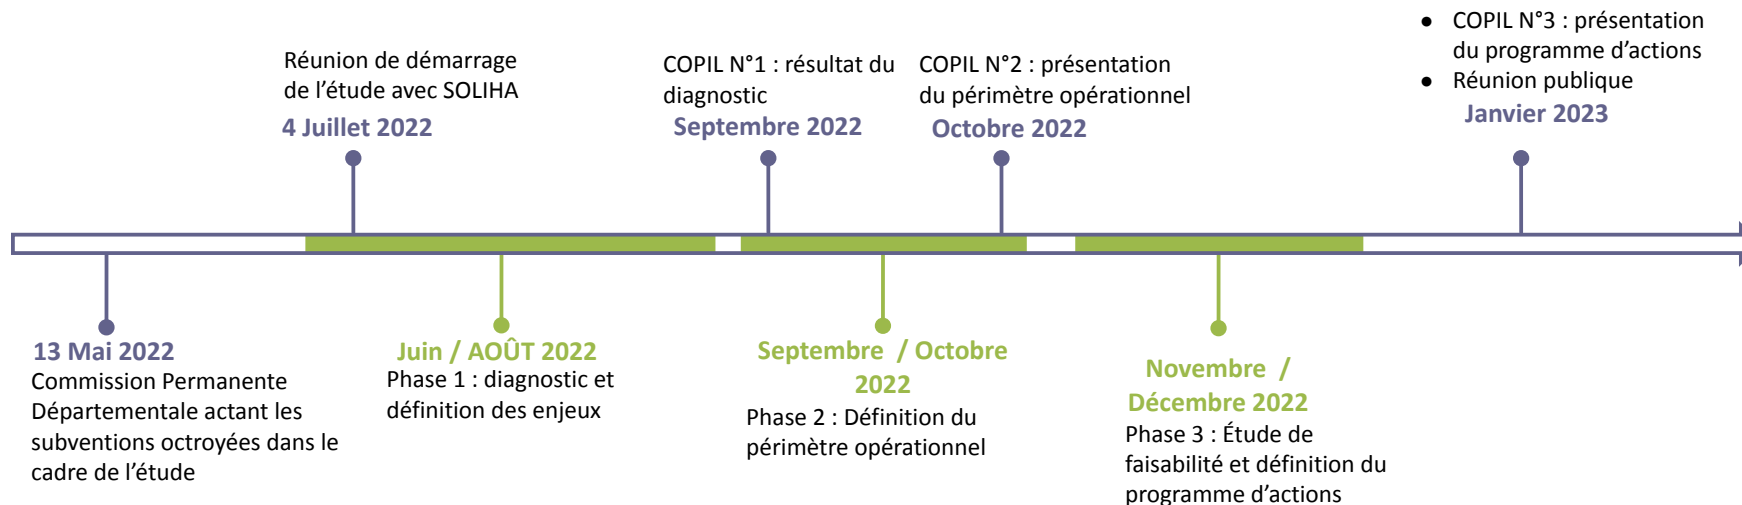 Réunion de démarrage
de l’étude avec SOLIHA
4 Juillet 2022
COPIL N°1 : résultat du
diagnostic
Septembre 2022
COPIL N°2 : présentation
du périmètre opérationnel
Octobre 2022
● COPIL N°3 : présentation
du programme d’actions
● Réunion publique
Janvier 2023
13 Mai 2022
Commission Permanente
Départementale actant les
subventions octroyées dans le
cadre de l’étude
Juin / AOÛT 2022
Phase 1 : diagnostic et
définition des enjeux
Septembre / Octobre
2022
Phase 2 : Définition du
périmètre opérationnel
Novembre /
Décembre 2022
Phase 3 : Étude de
faisabilité et définition du
programme d’actions